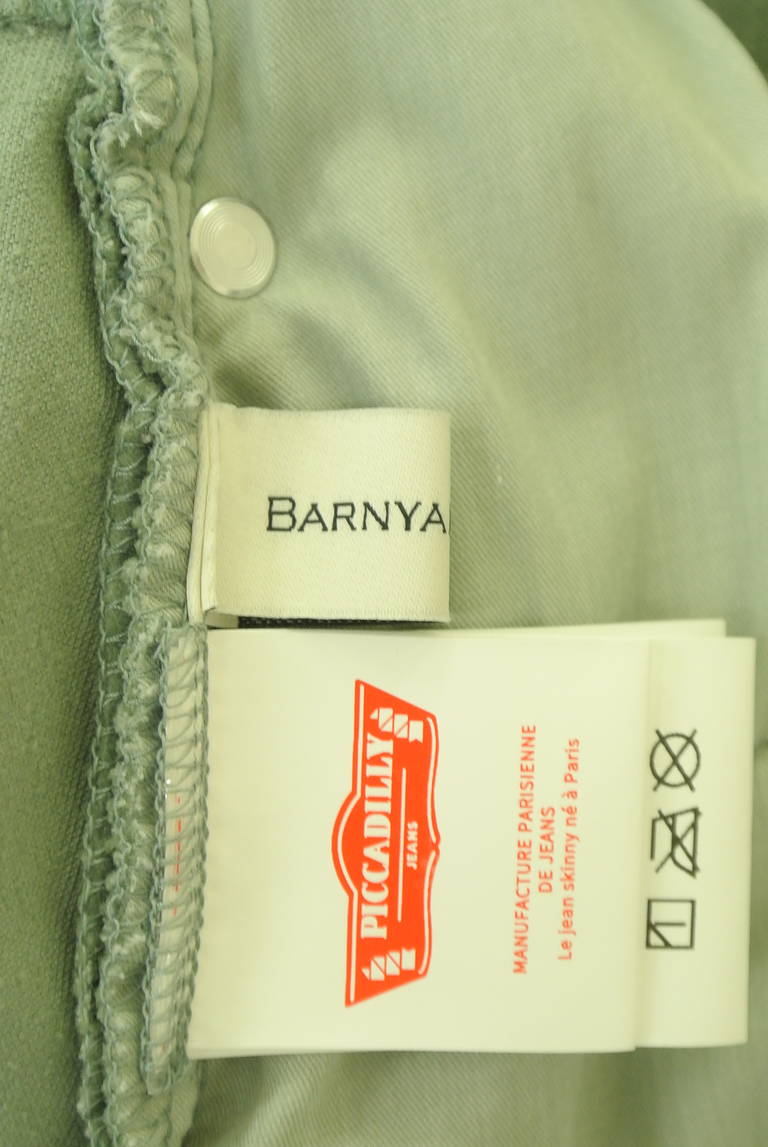 BARNYA
PICCADILLY
JEANS
MANUFACTURE PARISIENNE
DE JEANS
Le jean skinny né à Paris